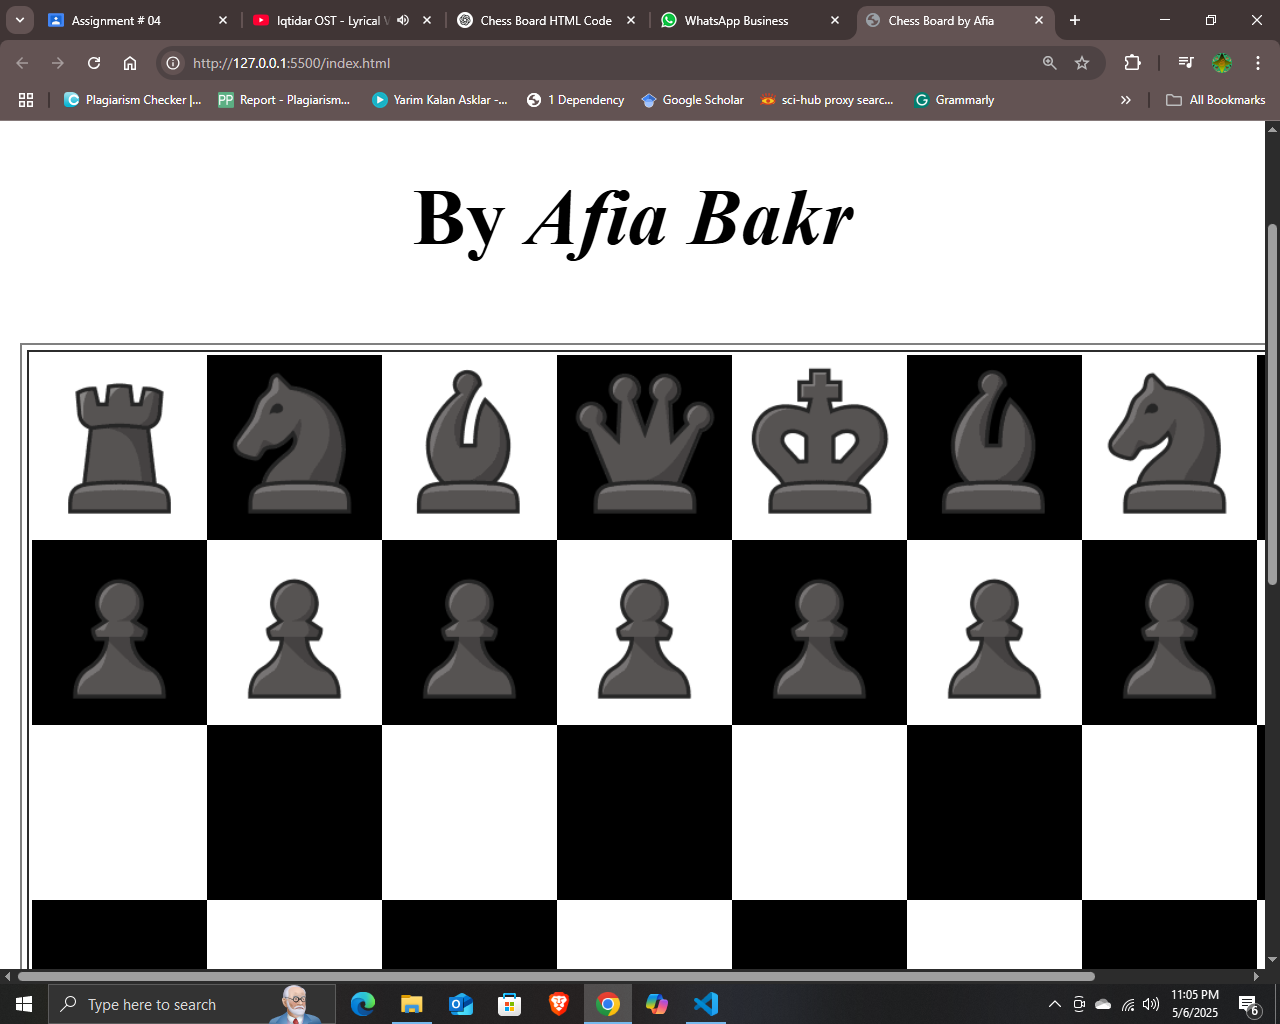 Assignment # 04
Iqtidar OST - Lyrical V
Chess Board HTML Code
WhatsApp Business
Chess Board by Afia
http://127.0.0.1:5500/index.html
Plagiarism Checker |...
PP
Report - Plagiarism...
Yarim Kalan Asklar -...
1 Dependency
Google Scholar
sci-hub proxy searc...
Grammarly
All Bookmarks
By Afia Bakr
Type here to search
11:05 PM
5/6/2025
6